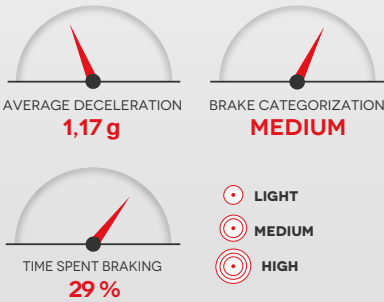 AVERAGE DECELERATION
1,17 g
BRAKE CATEGORIZATION
MEDIUM
TIME SPENT BRAKING
29 %
LIGHT
MEDIUM
HIGH